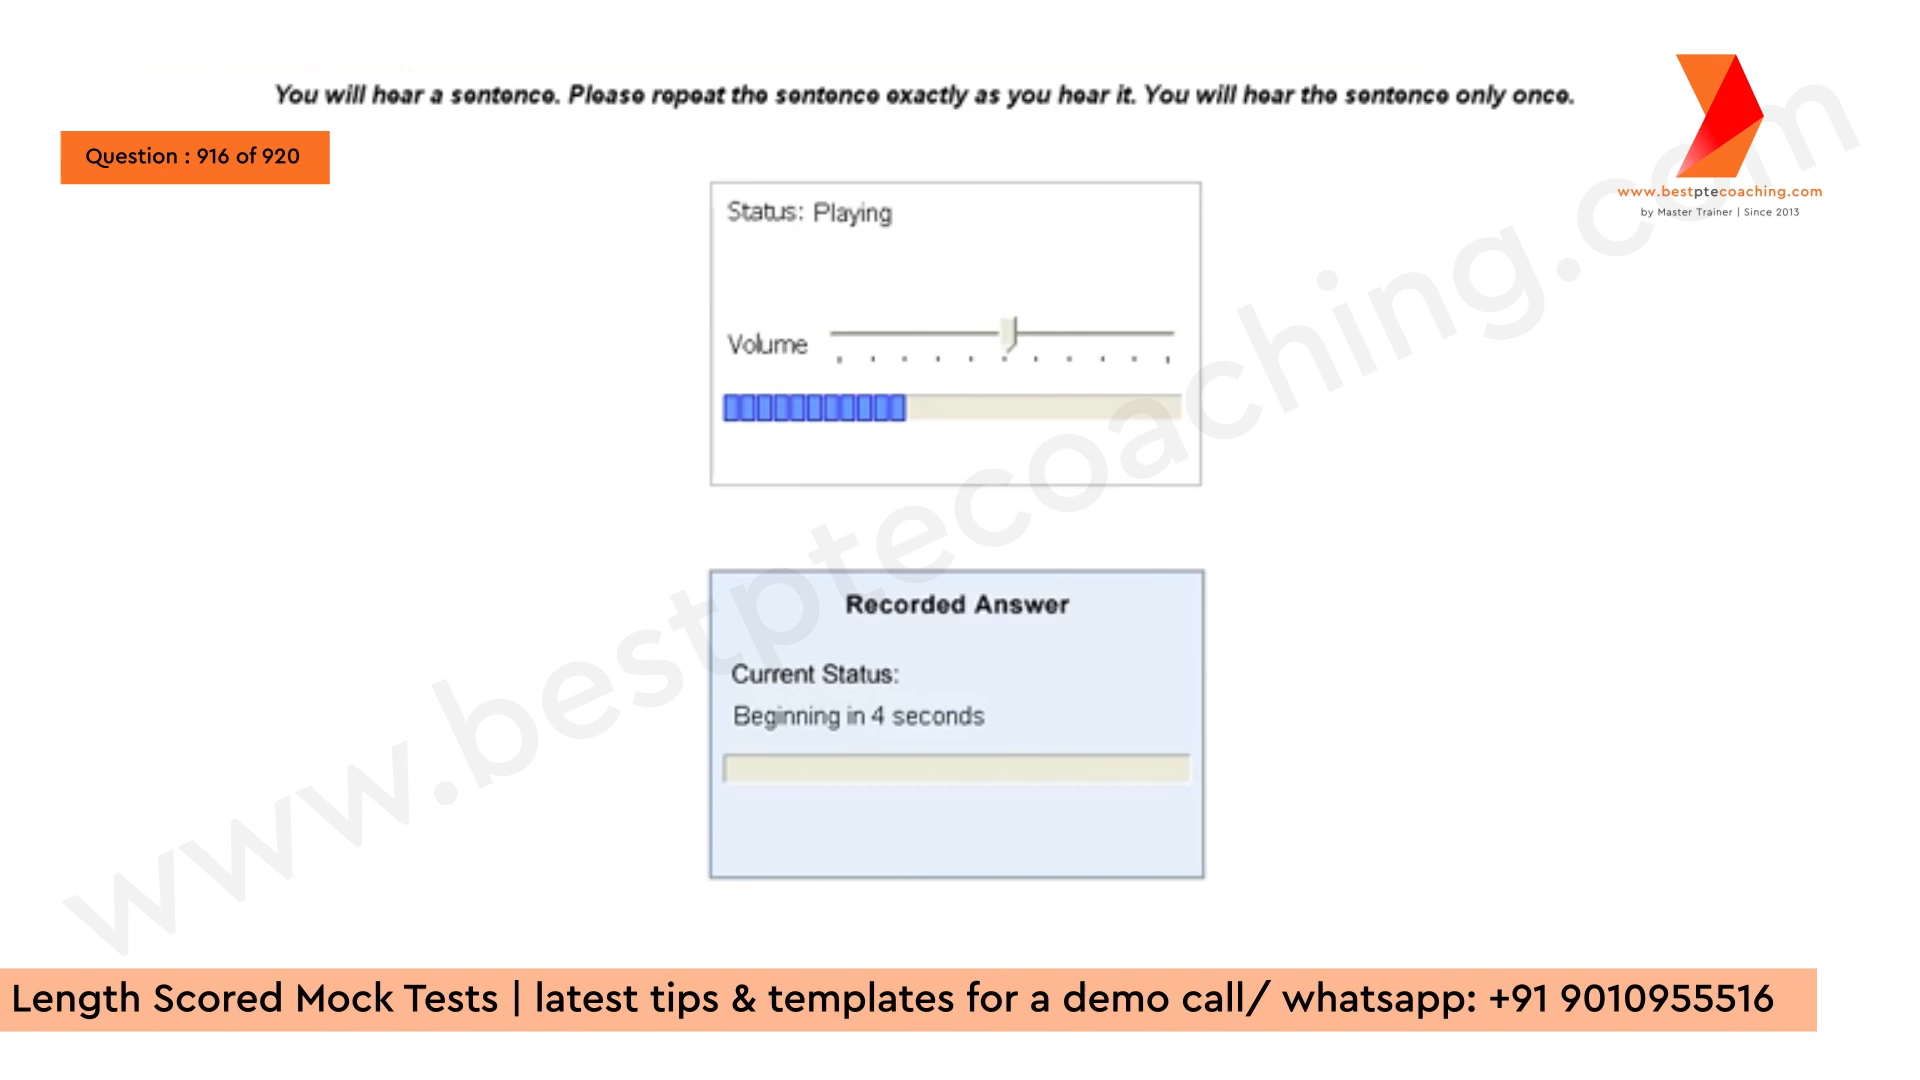 You will hear a sentence. Please repeat the sentence exactly as you hear it. You will hear the sentence only once.
Question : 916 of 920
www.bestptecoaching.com
by Master Trainer | Since 2013
Status: Playing
Volume
Recorded Answer
Current Status:
Beginning in 4 seconds
www.bestptecoaching.com
Length Scored Mock Tests | latest tips & templates for a demo call/ whatsapp: +91 9010955516